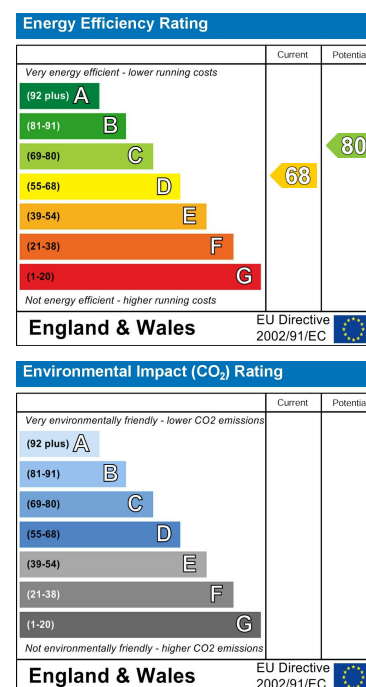 Energy Efficiency Rating
Current Potentia
Very energy efficient - lower running costs
(92 plus) A
(81-91) B
(69-80) C
(55-68) D
(39-54) E
(21-38) F
(1-20) G
68
80
Not energy efficient - higher running costs
England & Wales
EU Directive
2002/91/EC
Environmental Impact (CO₂) Rating
Current Potentia
Very environmentally friendly - lower CO2 emissions
(92 plus) A
(81-91) B
(69-80) C
(55-68) D
(39-54) E
(21-38) F
(1-20) G
Not environmentally friendly - higher CO2 emissions
England & Wales
EU Directive
2002/91/EC